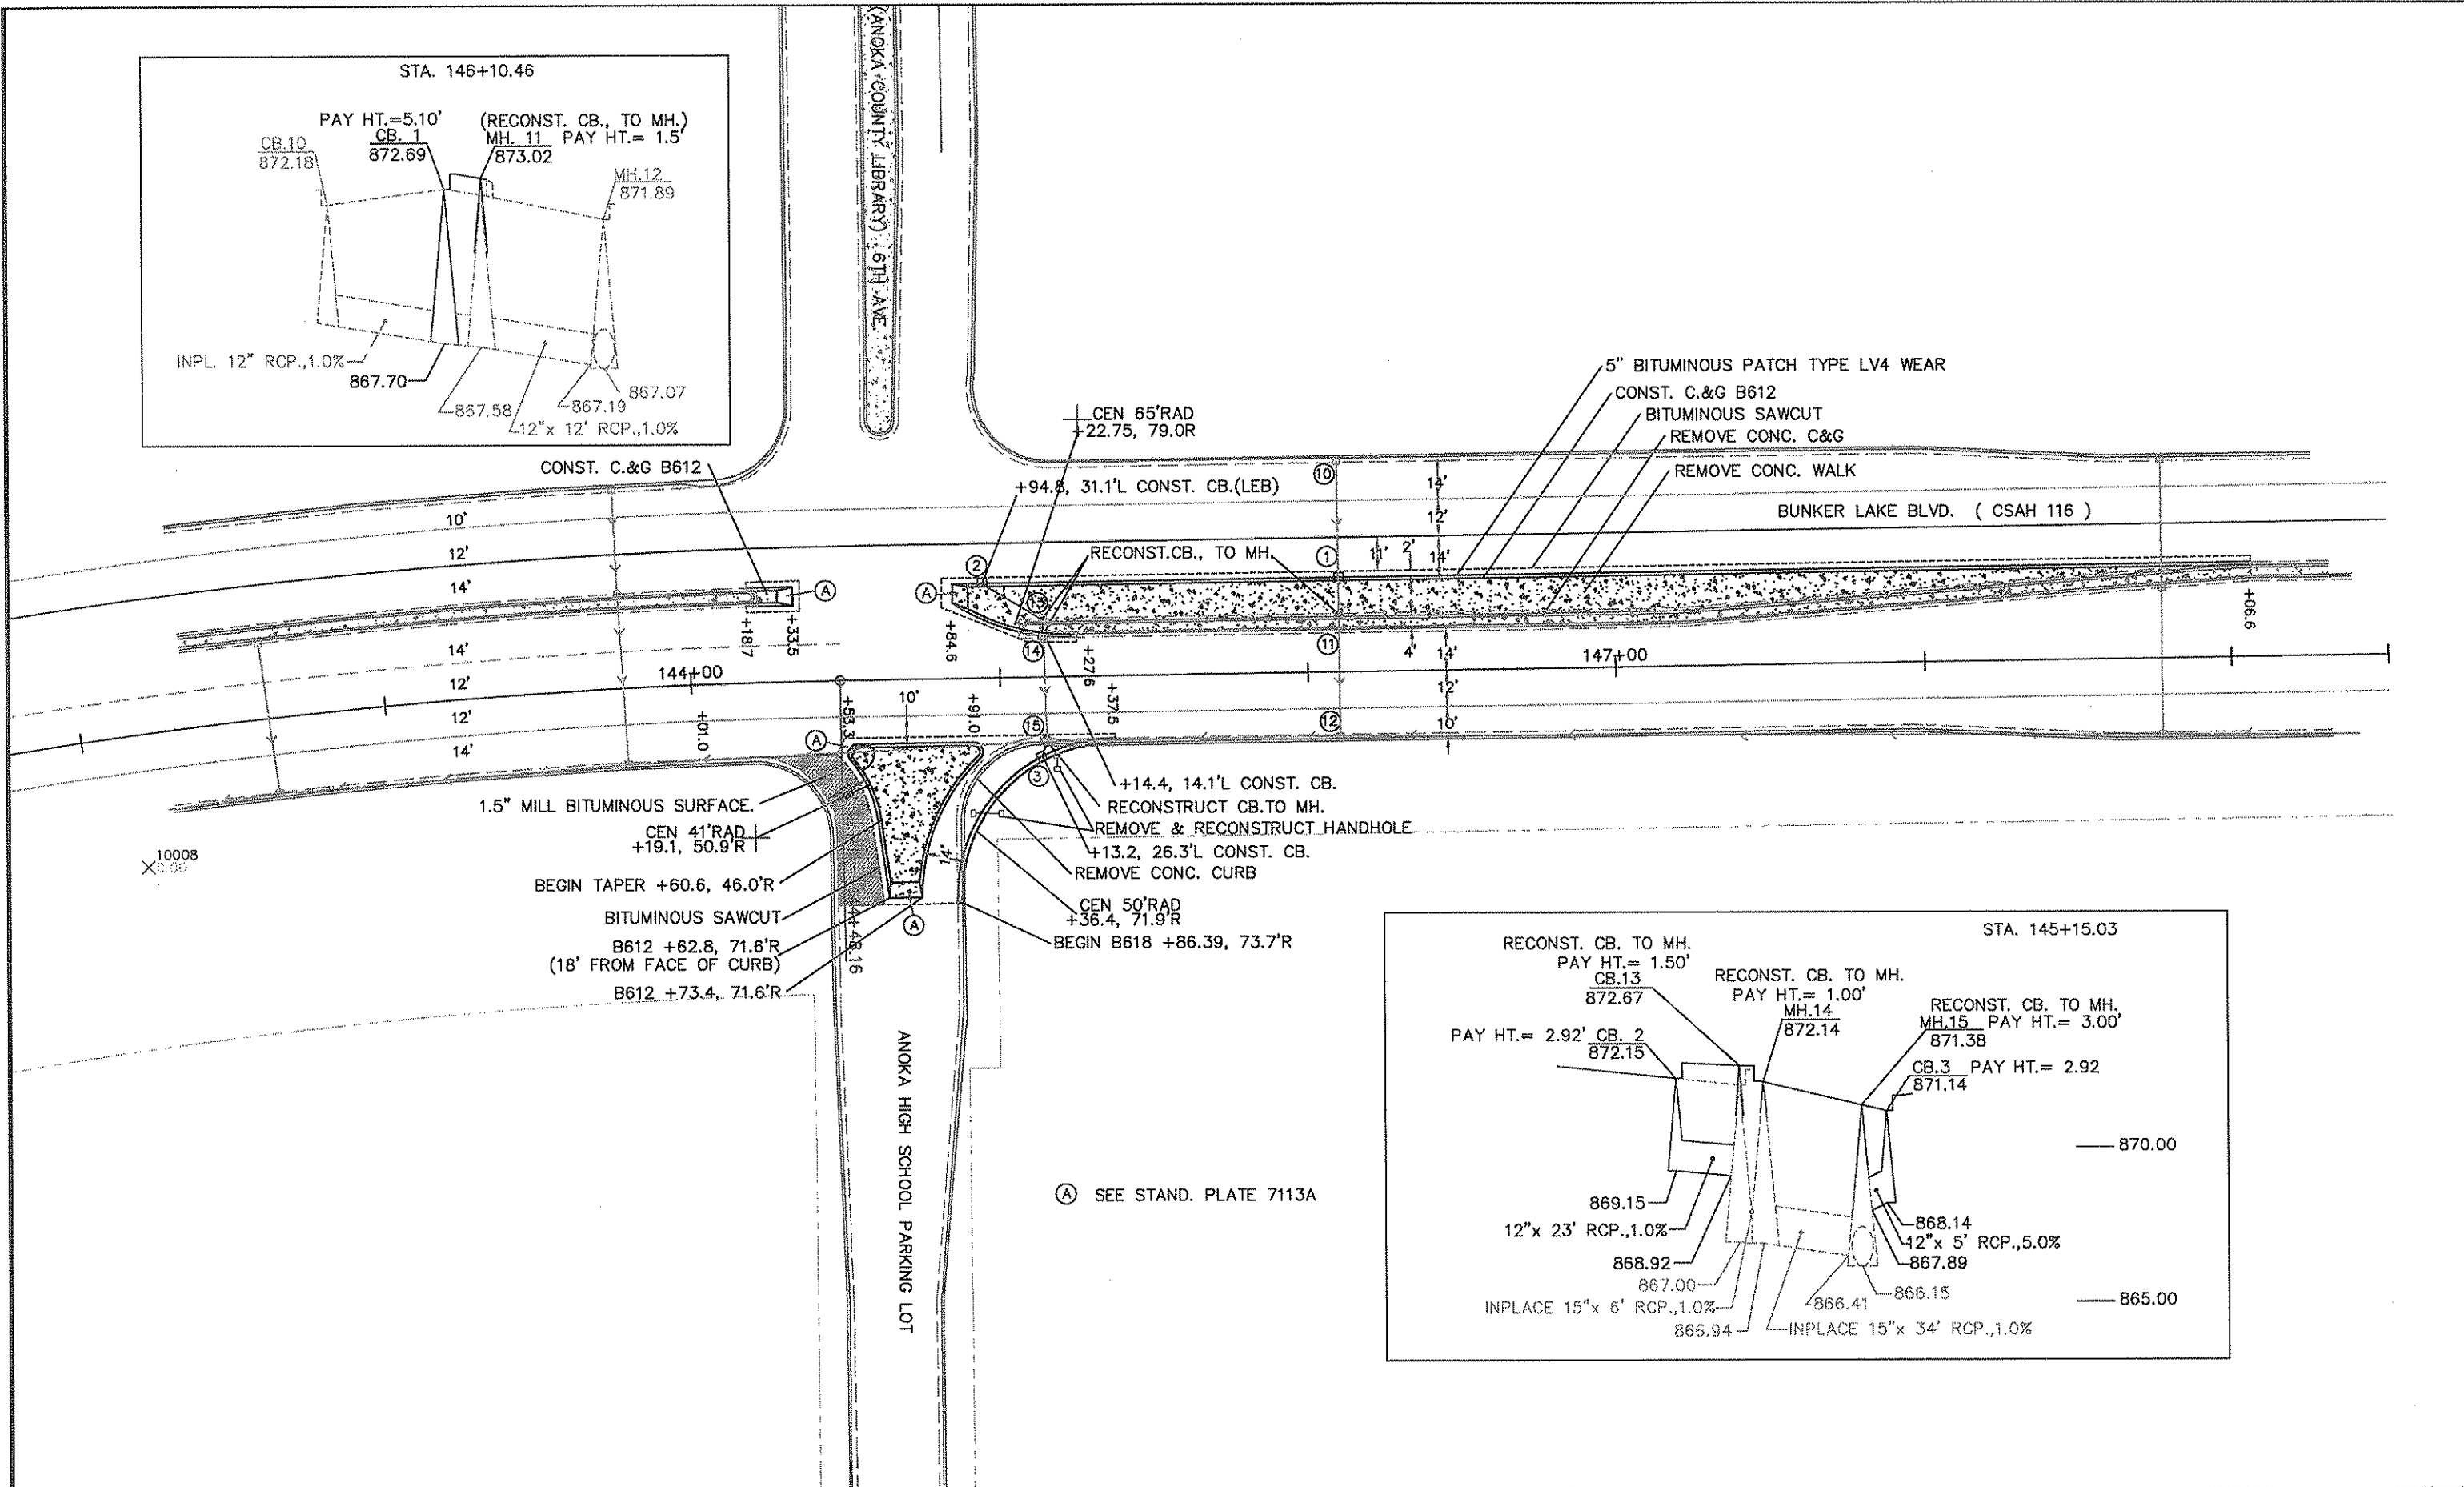 STA. 146+10.46
PAY HT.=5.10'
CB. 1
872.69
(RECONST. CB., TO MH.)
MH. 11 PAY HT.= 1.5'
873.02
CB.10
872.18
MH.12
871.89
INPL. 12" RCP.,1.0%
867.70
867.58
867.19
867.07
12"x 12' RCP.,1.0%
(ANOKA COUNTY LIBRARY) 6TH AVE.
CONST. C.&G B612
CEN 65'RAD
+22.75, 79.0R
+94.8, 31.1'L CONST. CB.(LEB)
RECONST.CB., TO MH.
5" BITUMINOUS PATCH TYPE LV4 WEAR
CONST. C.&G B612
BITUMINOUS SAWCUT
REMOVE CONC. C&G
REMOVE CONC. WALK
BUNKER LAKE BLVD. ( CSAH 116 )
10'
12'
14'
14'
12'
12'
14'
10
14'
12'
1
11'
2'
14'
2
A
A
13
14
11
4'
14'
12'
10'
12
15
3
+18.7
+33.5
+84.6
+27.6
+37.5
+06.6
144+00
147+00
+01.0
+53.3
10'
+91.0
A
14'
A
44+48.16
1.5" MILL BITUMINOUS SURFACE.
CEN 41'RAD
+19.1, 50.9'R
BEGIN TAPER +60.6, 46.0'R
BITUMINOUS SAWCUT
B612 +62.8, 71.6'R
(18' FROM FACE OF CURB)
B612 +73.4, 71.6'R
+14.4, 14.1'L CONST. CB.
RECONSTRUCT CB.TO MH.
REMOVE & RECONSTRUCT HANDHOLE
+13.2, 26.3'L CONST. CB.
REMOVE CONC. CURB
CEN 50'RAD
+36.4, 71.9'R
BEGIN B618 +86.39, 73.7'R
10008
0.00
ANOKA HIGH SCHOOL PARKING LOT
A SEE STAND. PLATE 7113A
STA. 145+15.03
RECONST. CB. TO MH.
PAY HT.= 1.50'
CB.13
872.67
RECONST. CB. TO MH.
PAY HT.= 1.00'
MH.14
872.14
RECONST. CB. TO MH.
MH.15 PAY HT.= 3.00'
871.38
PAY HT.= 2.92' CB. 2
872.15
CB.3 PAY HT.= 2.92
871.14
870.00
869.15
12"x 23' RCP.,1.0%
868.92
867.00
INPLACE 15"x 6' RCP.,1.0%
866.94
868.14
12"x 5' RCP.,5.0%
867.89
866.15
866.41
865.00
INPLACE 15"x 34' RCP.,1.0%